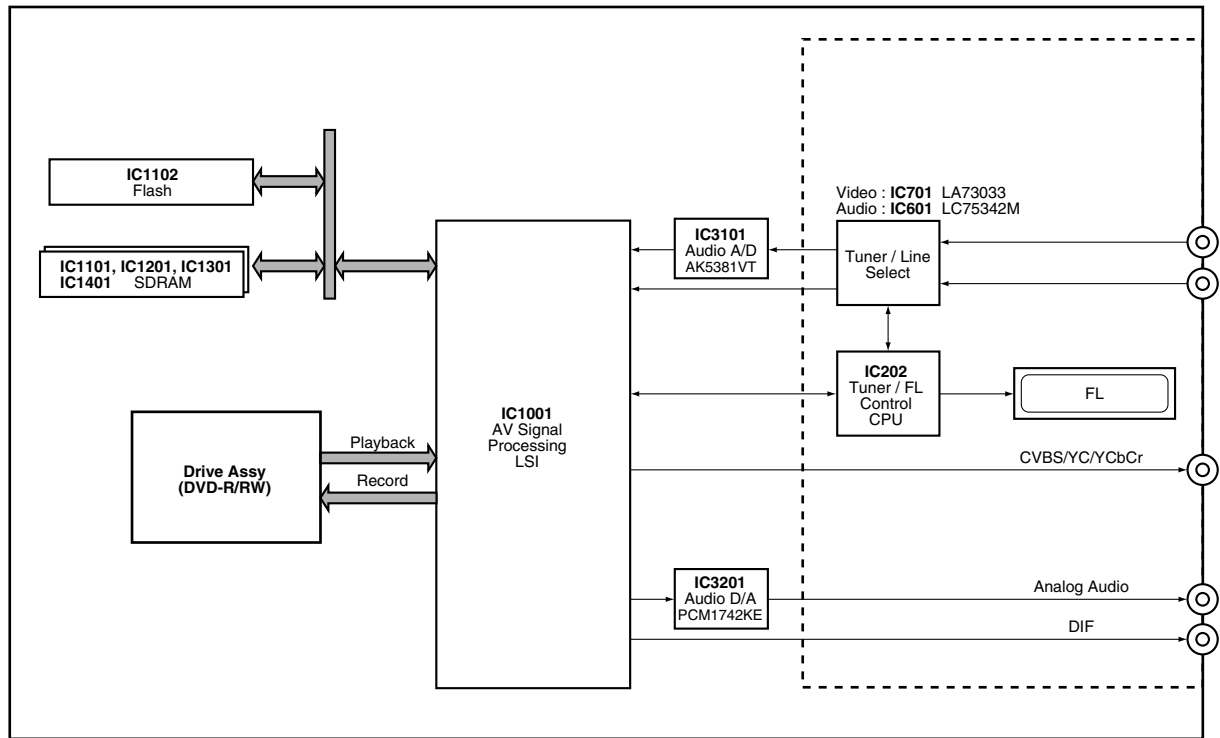 IC1102
Flash
IC1101, IC1201, IC1301
IC1401 SDRAM
Drive Assy
(DVD-R/RW)
Playback
Record
IC1001
AV Signal
Processing
LSI
IC3101
Audio A/D
AK5381VT
Video : IC701 LA73033
Audio : IC601 LC75342M
Tuner / Line
Select
IC202
Tuner / FL
Control
CPU
FL
CVBS/YC/YCbCr
IC3201
Audio D/A
PCM1742KE
Analog Audio
DIF